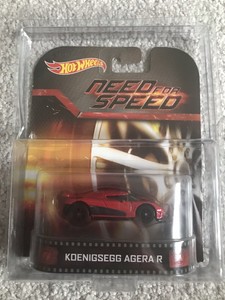 HOT WHEELS
NEED FOR
SPEED
KOENIGSEGG AGERA R